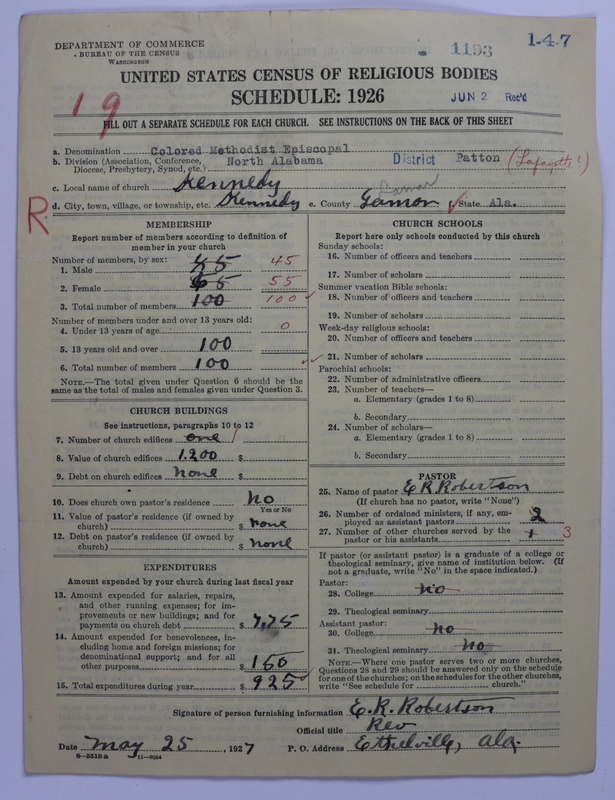 DEPARTMENT OF COMMERCE
BUREAU OF THE CENSUS
WASHINGTON
1193
1-4-7
UNITED STATES CENSUS OF RELIGIOUS BODIES
SCHEDULE: 1926
JUN 2 Rec'd
19
FILL OUT A SEPARATE SCHEDULE FOR EACH CHURCH. SEE INSTRUCTIONS ON THE BACK OF THIS SHEET
a. Denomination Colored Methodist Episcopal
b. Division (Association, Conference, Diocese, Presbytery, Synod, etc.) North Alabama District Patton (Lafayette)
c. Local name of church Kennedy
Lamar
R d. City, town, village, or township, etc. Kennedy e. County Lamar f. State Ala.
MEMBERSHIP
Report number of members according to definition of member in your church
Number of members, by sex:
1. Male 45 45
2. Female 55 55
3. Total number of members 100 100
Number of members under and over 13 years old:
4. Under 13 years of age 0
5. 13 years old and over 100
6. Total number of members 100
NOTE.—The total given under Question 6 should be the same as the total of males and females given under Question 3.
CHURCH BUILDINGS
See instructions, paragraphs 10 to 12
7. Number of church edifices one 1
8. Value of church edifices 1.200 $
9. Debt on church edifices None $
10. Does church own pastor's residence No
Yes or No
11. Value of pastor's residence (if owned by church) $ none
12. Debt on pastor's residence (if owned by church) $ none
EXPENDITURES
Amount expended by your church during last fiscal year
13. Amount expended for salaries, repairs, and other running expenses; for improvements or new buildings; and for payments on church debt $ 7,75
14. Amount expended for benevolences, including home and foreign missions; for denominational support; and for all other purposes $ 150
15. Total expenditures during year $ 925
CHURCH SCHOOLS
Report here only schools conducted by this church
Sunday schools:
16. Number of officers and teachers
17. Number of scholars
Summer vacation Bible schools:
18. Number of officers and teachers
19. Number of scholars
Week-day religious schools:
20. Number of officers and teachers
21. Number of scholars
Parochial schools:
22. Number of administrative officers
23. Number of teachers—
a. Elementary (grades 1 to 8)
b. Secondary
24. Number of scholars—
a. Elementary (grades 1 to 8)
b. Secondary
PASTOR
25. Name of pastor E R Robertson
(If church has no pastor, write "None")
26. Number of ordained ministers, if any, employed as assistant pastors 2
27. Number of other churches served by the pastor or his assistants 1 3
If pastor (or assistant pastor) is a graduate of a college or theological seminary, give name of institution below. (If not a graduate, write "No" in the space indicated.)
Pastor:
28. College No
29. Theological seminary
Assistant pastor:
30. College No
31. Theological seminary No
NOTE.—Where one pastor serves two or more churches, Questions 28 and 29 should be answered only on the schedule for one of the churches; on the schedules for the other churches, write "See schedule for church."
Signature of person furnishing information E. R. Robertson
Official title Rev
Date May 25, 1927 P. O. Address Ethelville, Ala.
6-5518 a 11-9054